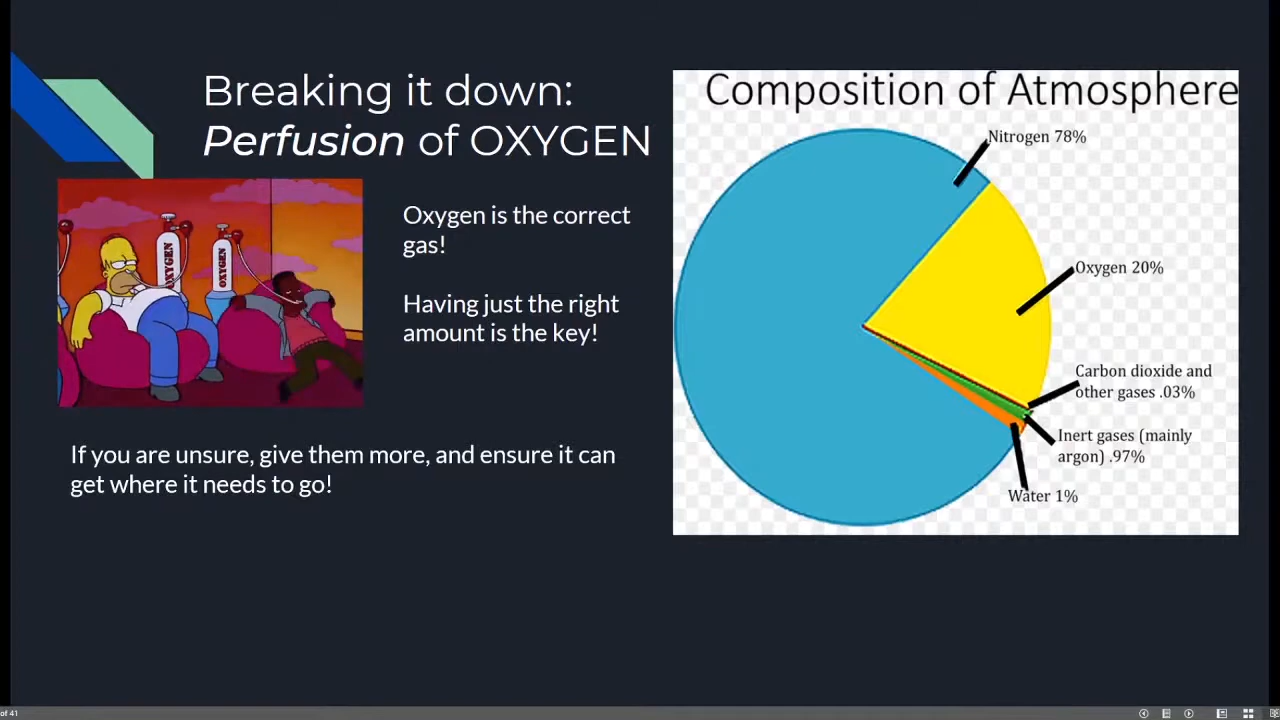 Breaking it down:
Perfusion of OXYGEN
OXYGEN
OXYGEN
Oxygen is the correct
gas!
Having just the right
amount is the key!
If you are unsure, give them more, and ensure it can
get where it needs to go!
Composition of Atmosphere
Nitrogen 78%
Oxygen 20%
Carbon dioxide and
other gases .03%
Inert gases (mainly
argon) .97%
Water 1%
of 41